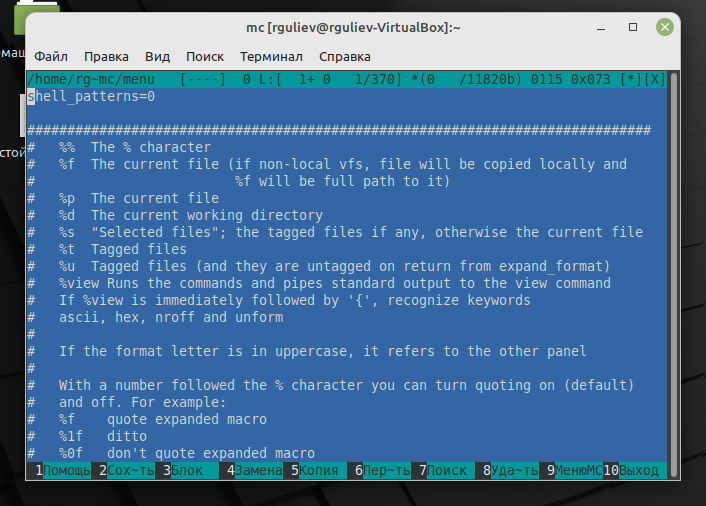 mc [rguliev@rguliev-VirtualBox]:~
Файл Правка Вид Поиск Терминал Справка
/home/rg~mc/menu [----] 0 L:[ 1+ 0 1/370] *(0 /11820b) 0115 0x073 [*][X]
shell_patterns=0
##############################################################################
# %% The % character
# %f The current file (if non-local vfs, file will be copied locally and
# %f will be full path to it)
# %p The current file
# %d The current working directory
# %s "Selected files"; the tagged files if any, otherwise the current file
# %t Tagged files
# %u Tagged files (and they are untagged on return from expand_format)
# %view Runs the commands and pipes standard output to the view command
# If %view is immediately followed by '{', recognize keywords
# ascii, hex, nroff and unform
#
# If the format letter is in uppercase, it refers to the other panel
#
# With a number followed the % character you can turn quoting on (default)
# and off. For example:
# %f quote expanded macro
# %1f ditto
# %0f don't quote expanded macro
1Помощь 2Сох~ть 3Блок 4Замена 5Копия 6Пер~ть 7Поиск 8Уда~ть 9МенюМС 10Выход